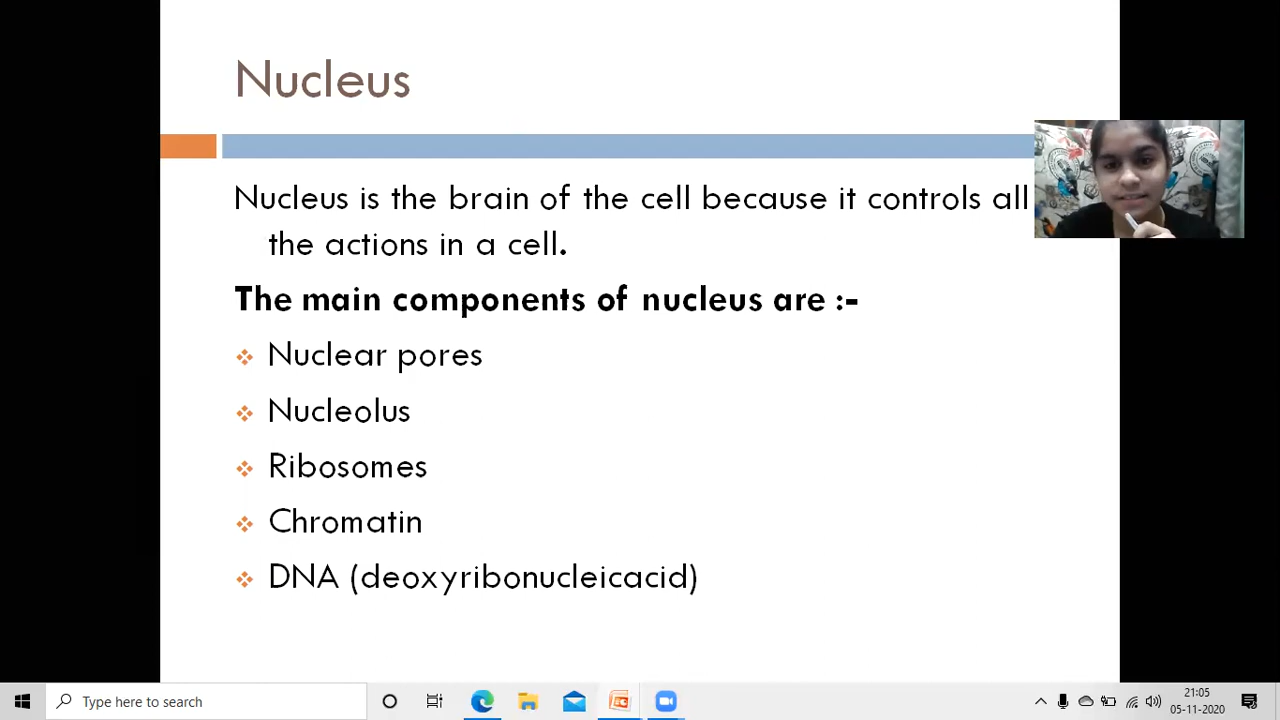 Nucleus
Nucleus is the brain of the cell because it controls all
the actions in a cell.
The main components of nucleus are :-
Nuclear pores
Nucleolus
Ribosomes
Chromatin
DNA (deoxyribonucleicacid)
Type here to search
21:05
05-11-2020